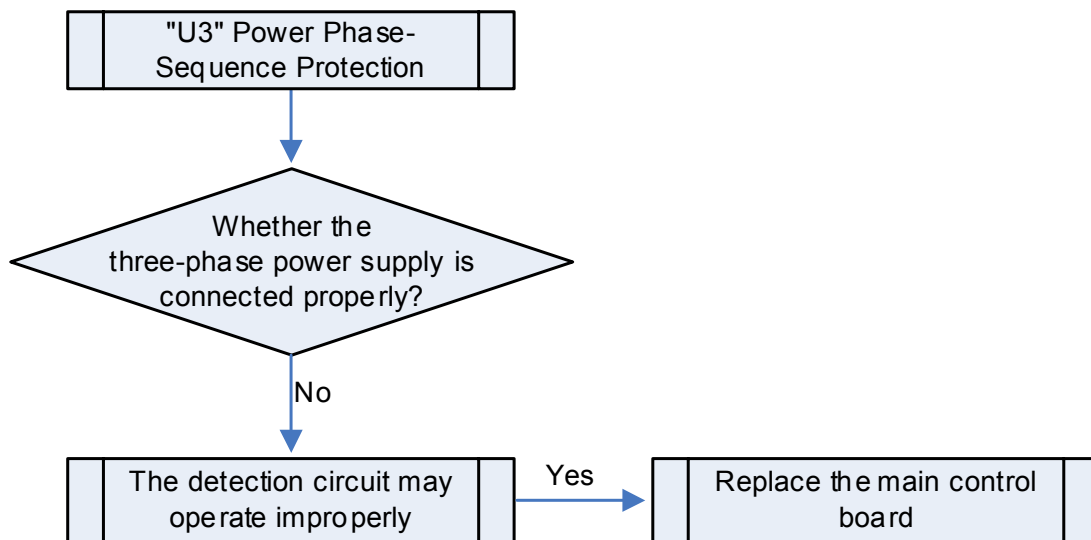 "U3" Power Phase-
Sequence Protection
Whether the
three-phase power supply is
connected properly?
No
The detection circuit may
operate improperly
Yes
Replace the main control
board